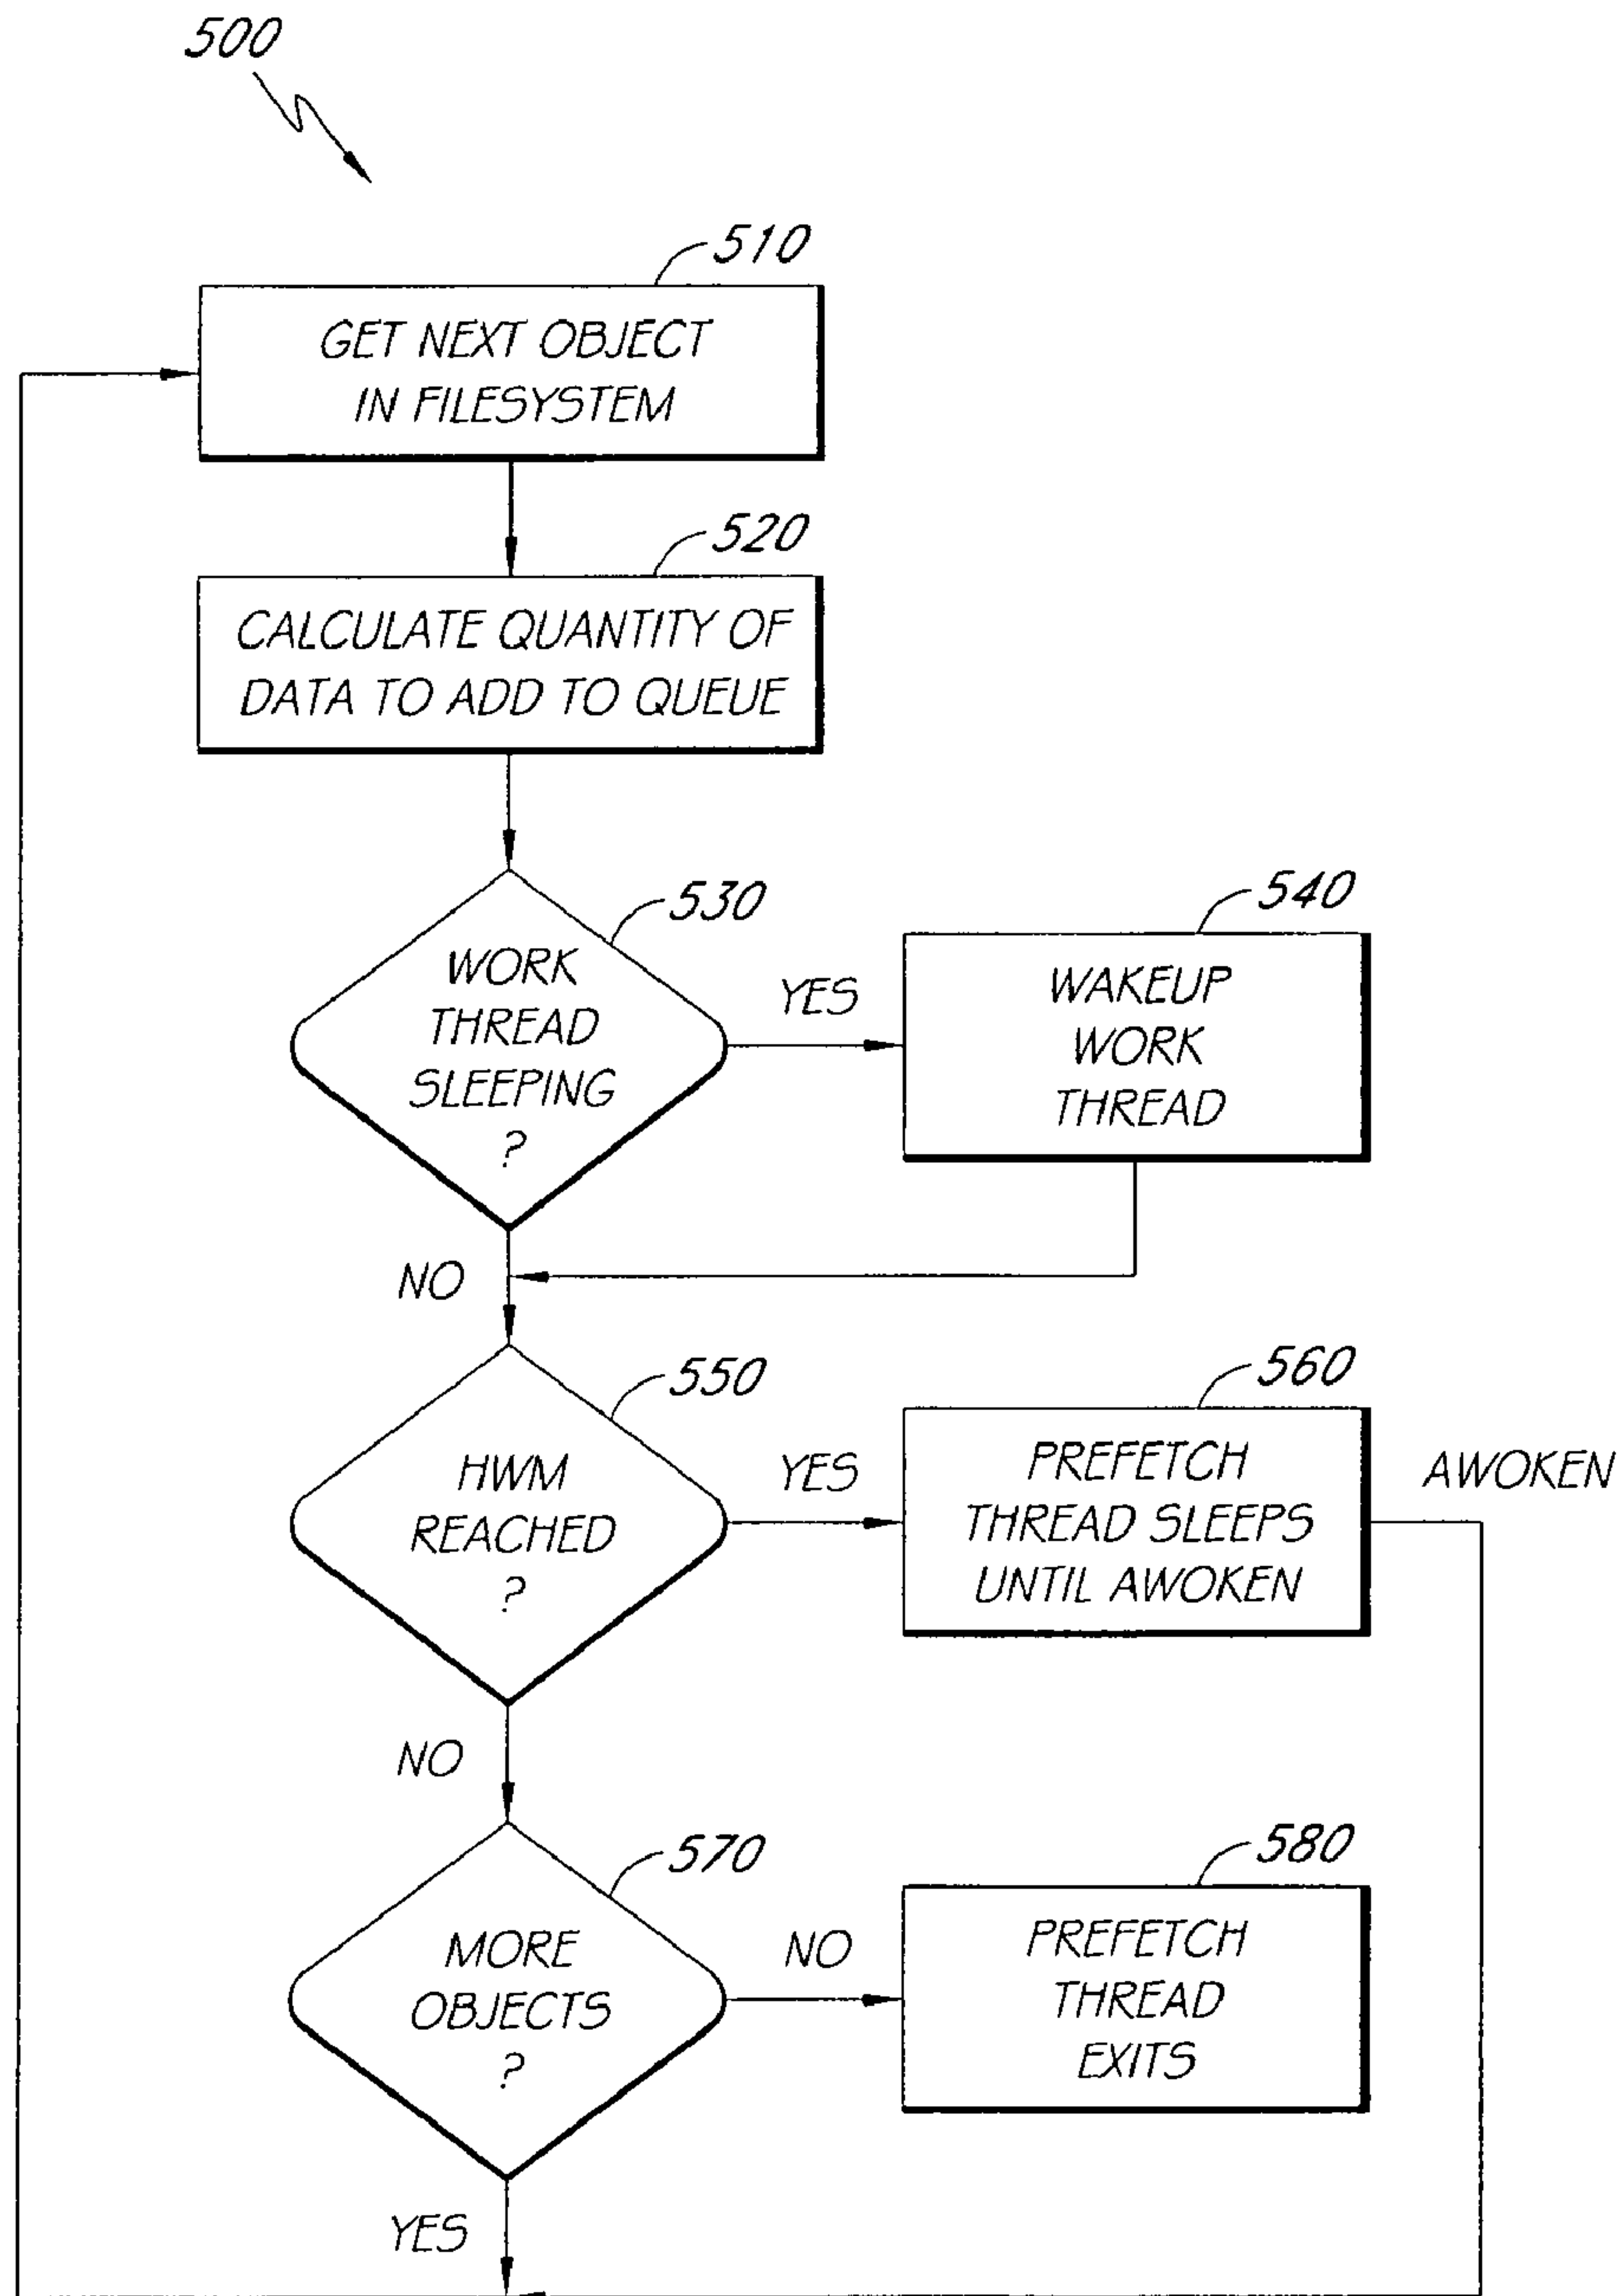 500
510
GET NEXT OBJECT
IN FILESYSTEM
520
CALCULATE QUANTITY OF
DATA TO ADD TO QUEUE
530
WORK
THREAD
SLEEPING
?
YES
540
WAKEUP
WORK
THREAD
NO
550
HWM
REACHED
?
YES
560
PREFETCH
THREAD SLEEPS
UNTIL AWOKEN
AWOKEN
NO
570
MORE
OBJECTS
?
NO
580
PREFETCH
THREAD
EXITS
YES